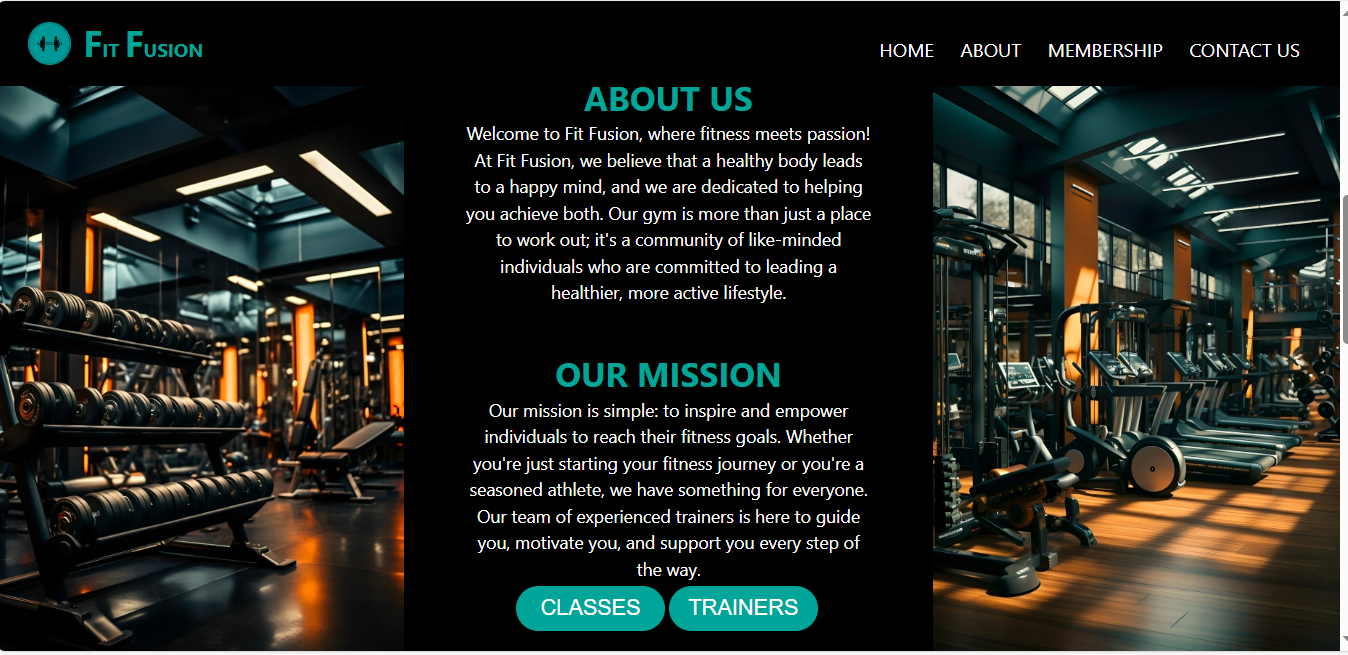 FIT FUSION
HOME ABOUT MEMBERSHIP CONTACT US
ABOUT US
Welcome to Fit Fusion, where fitness meets passion!
At Fit Fusion, we believe that a healthy body leads
to a happy mind, and we are dedicated to helping
you achieve both. Our gym is more than just a place
to work out; it's a community of like-minded
individuals who are committed to leading a
healthier, more active lifestyle.
OUR MISSION
Our mission is simple: to inspire and empower
individuals to reach their fitness goals. Whether
you're just starting your fitness journey or you're a
seasoned athlete, we have something for everyone.
Our team of experienced trainers is here to guide
you, motivate you, and support you every step of
the way.
CLASSES TRAINERS